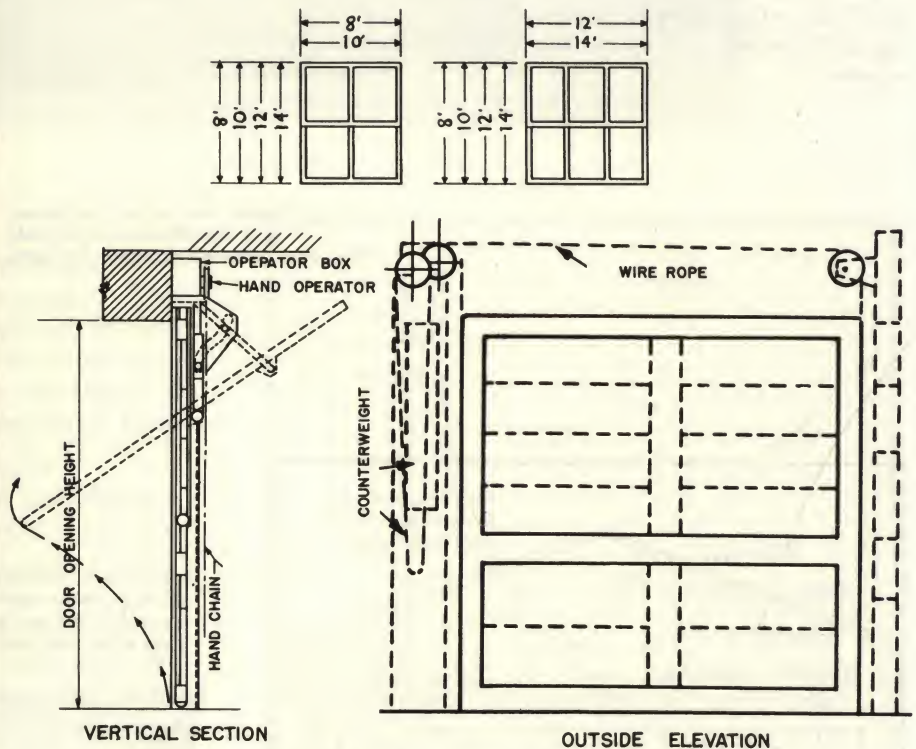 8'
10'
8'
10'
12'
14'
12'
14'
8'
10'
12'
14'
OPEPATOR BOX
HAND OPERATOR
WIRE ROPE
DOOR OPENING HEIGHT
HAND CHAIN
COUNTERWEIGHT
VERTICAL SECTION
OUTSIDE ELEVATION